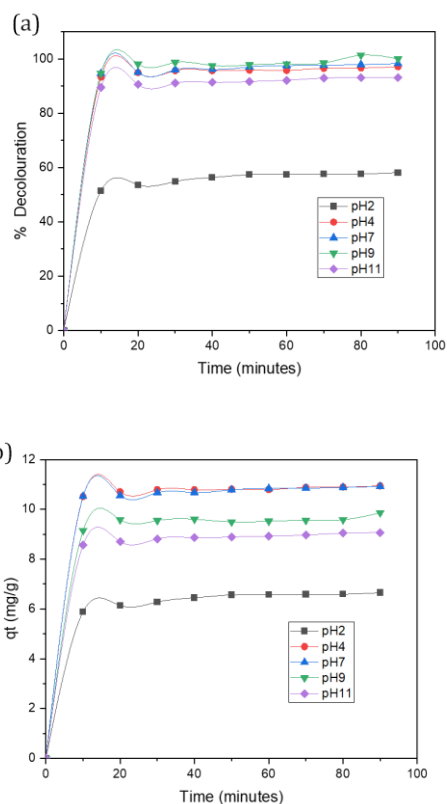 (a)
100
80
60
40
20
0
% Decolouration
pH2
pH4
pH7
pH9
pH11
0 20 40 60 80 100
Time (minutes)
b)
12
10
8
6
4
2
0
qt (mg/g)
pH2
pH4
pH7
pH9
pH11
0 20 40 60 80 100
Time (minutes)